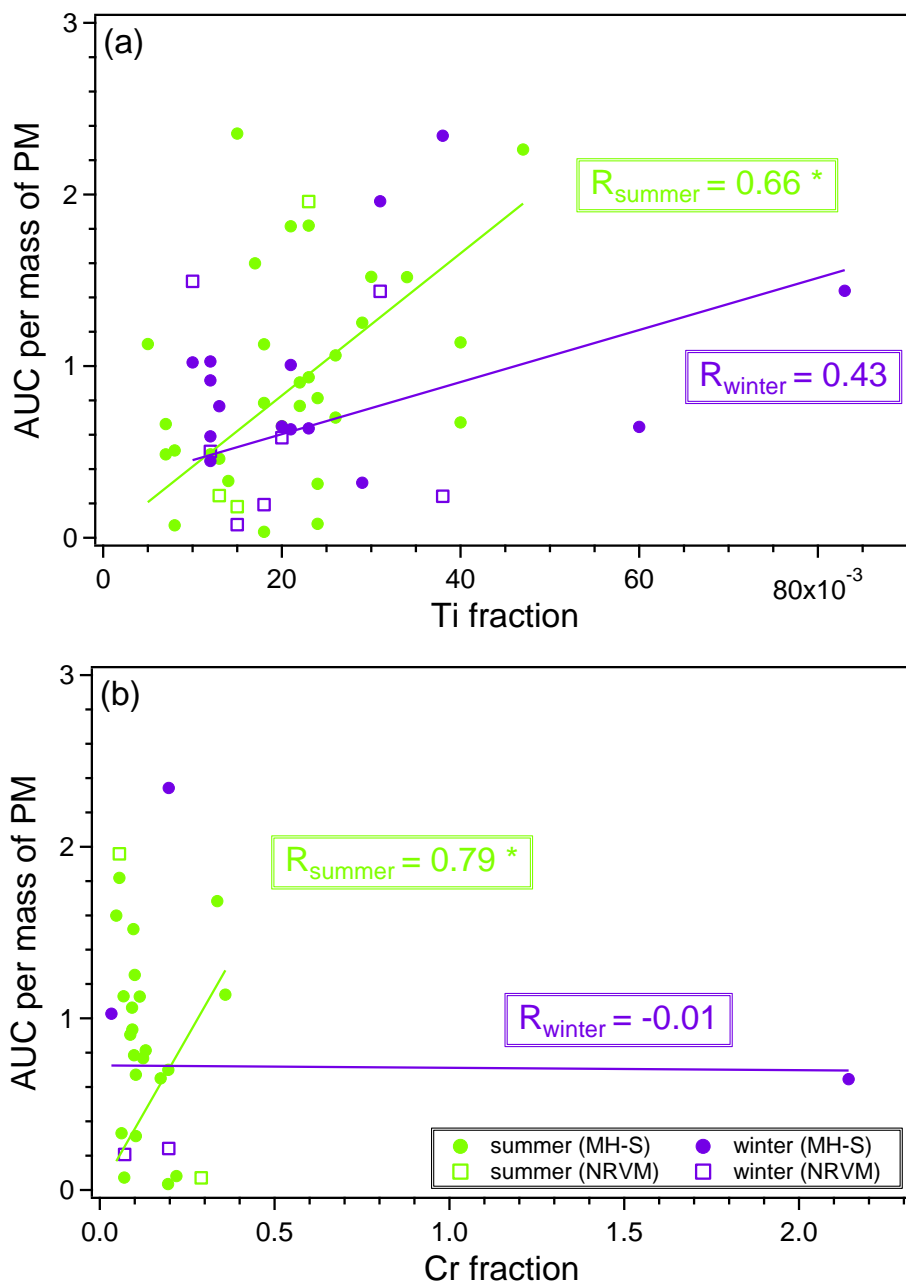 (a)
3
2
1
0
AUC per mass of PM
R_summer = 0.66 *
R_winter = 0.43
0 20 40 60 80x10^-3
Ti fraction
(b)
3
2
1
0
AUC per mass of PM
R_summer = 0.79 *
R_winter = -0.01
summer (MH-S) winter (MH-S)
summer (NRVM) winter (NRVM)
0.0 0.5 1.0 1.5 2.0
Cr fraction